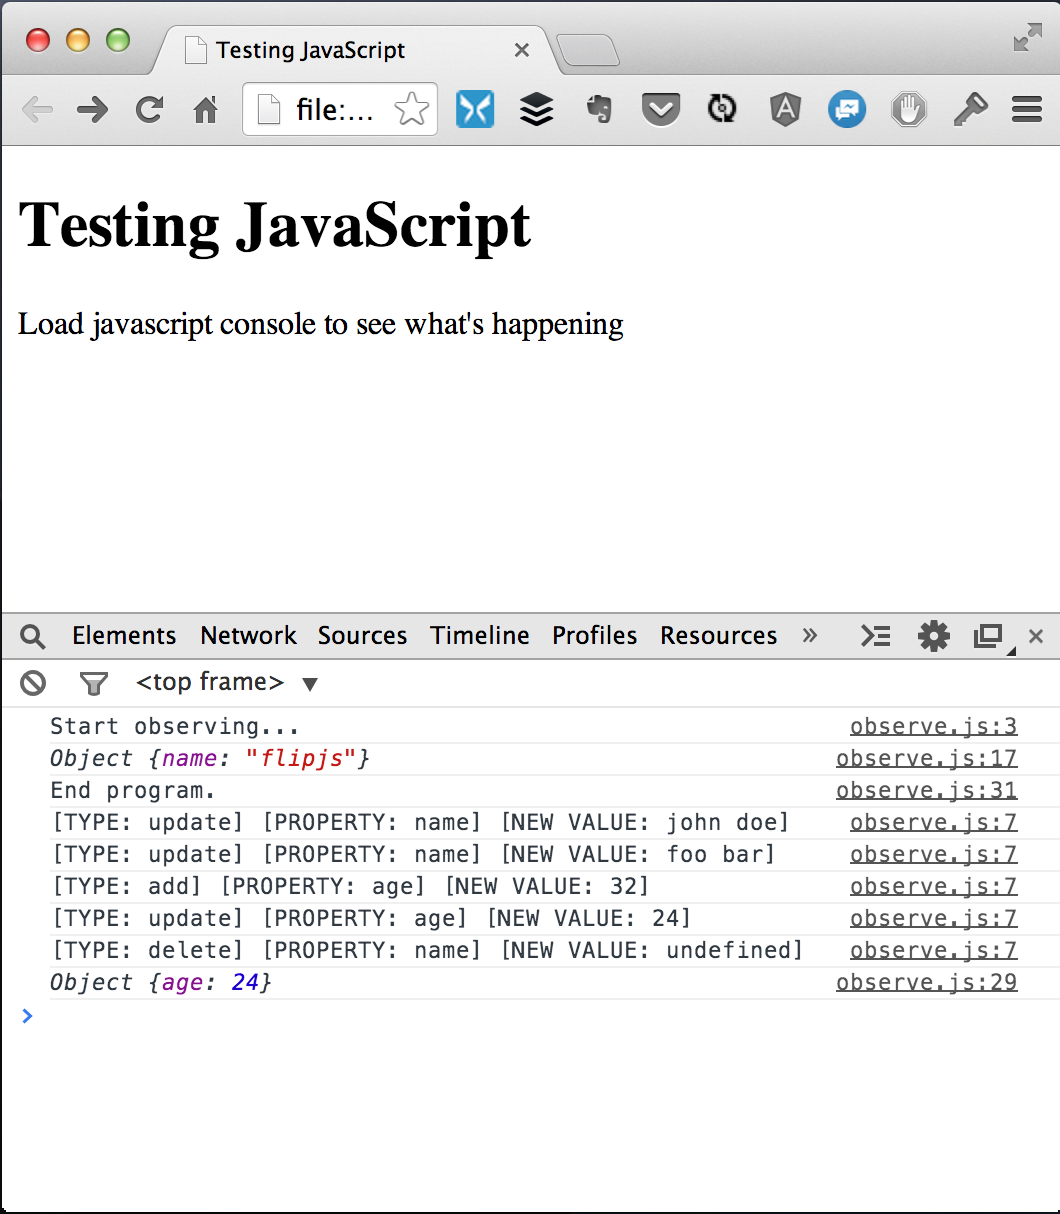 Testing JavaScript
file:...
Testing JavaScript
Load javascript console to see what's happening
Elements Network Sources Timeline Profiles Resources »
<top frame> ▼
Start observing... observe.js:3
Object {name: "flipjs"} observe.js:17
End program. observe.js:31
[TYPE: update] [PROPERTY: name] [NEW VALUE: john doe] observe.js:7
[TYPE: update] [PROPERTY: name] [NEW VALUE: foo bar] observe.js:7
[TYPE: add] [PROPERTY: age] [NEW VALUE: 32] observe.js:7
[TYPE: update] [PROPERTY: age] [NEW VALUE: 24] observe.js:7
[TYPE: delete] [PROPERTY: name] [NEW VALUE: undefined] observe.js:7
Object {age: 24} observe.js:29